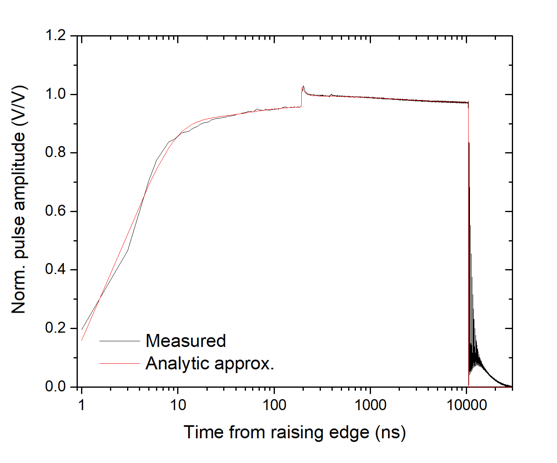 Norm. pulse amplitude (V/V)
1.2
1.0
0.8
0.6
0.4
0.2
0.0
Measured
Analytic approx.
1 10 100 1000 10000
Time from raising edge (ns)